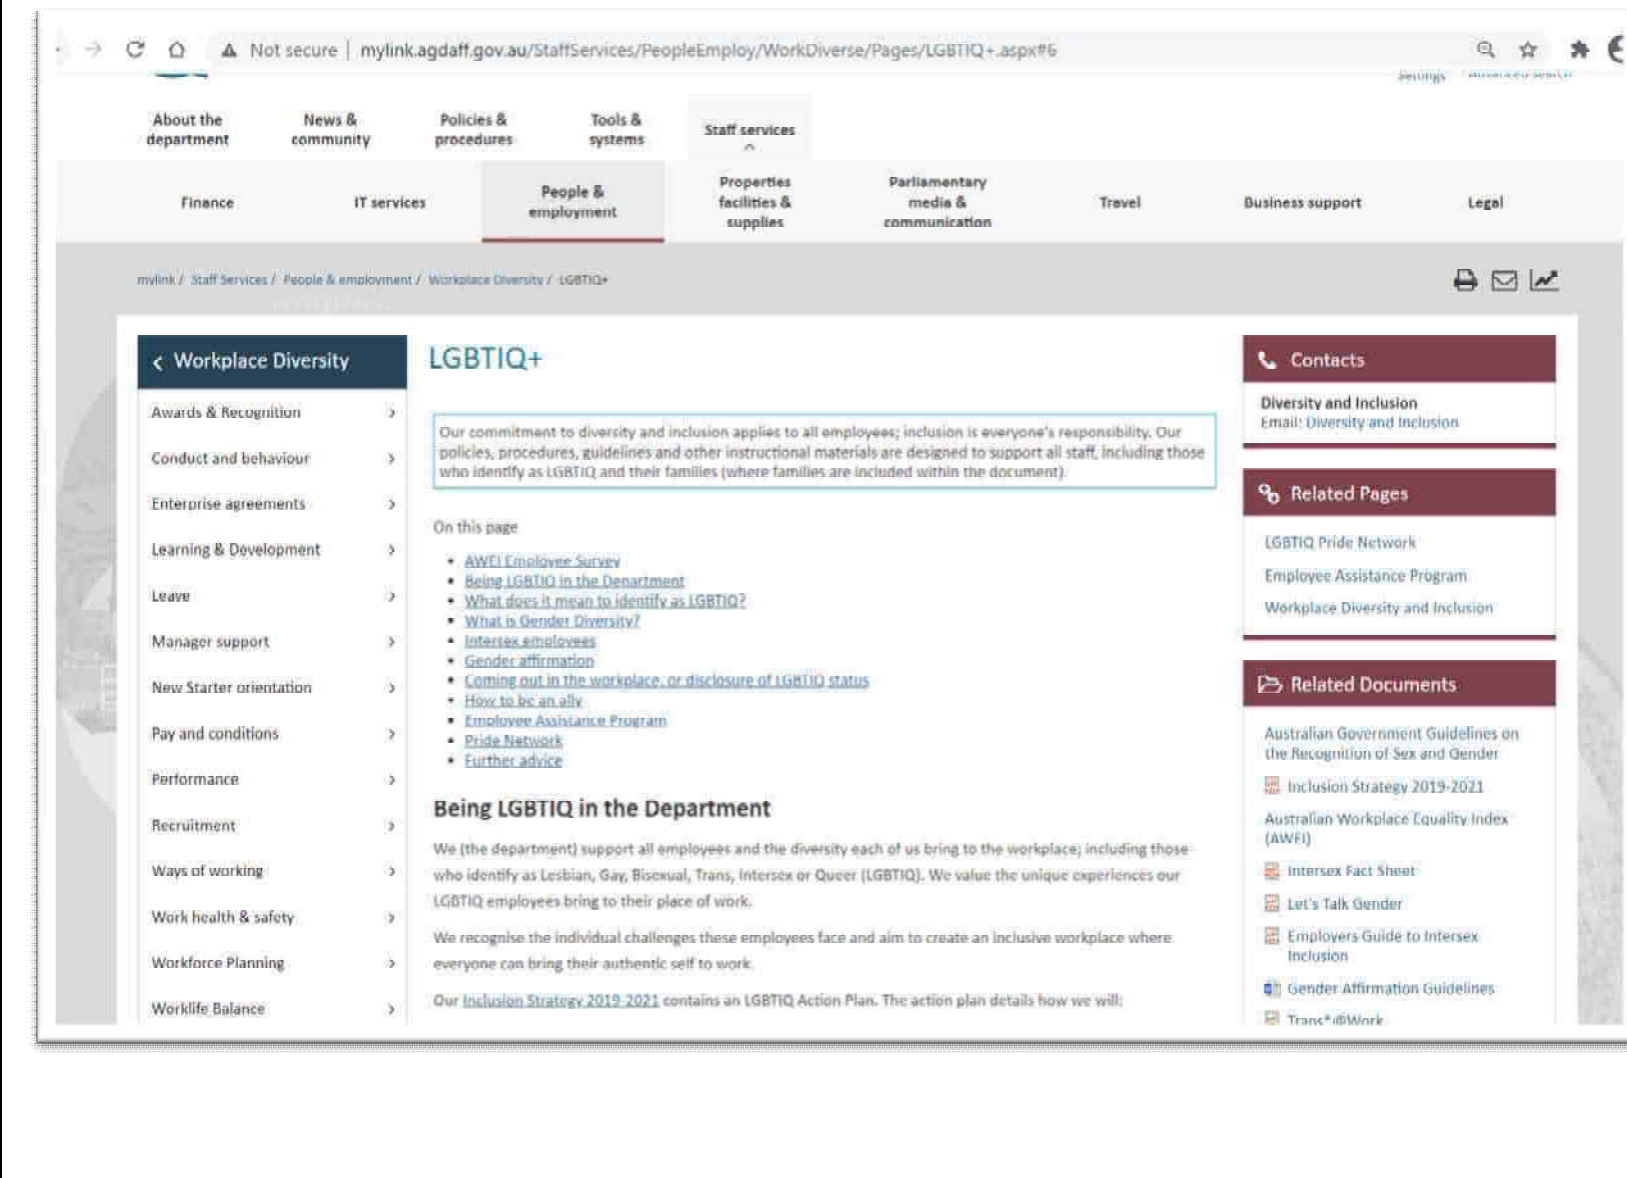 Not secure | mylink.agdaff.gov.au/StaffServices/PeopleEmploy/WorkDiverse/Pages/LGBTIQ+.aspx#6
Settings Advanced search
About the department
News & community
Policies & procedures
Tools & systems
Staff services
Finance
IT services
People & employment
Properties facilities & supplies
Parliamentary media & communication
Travel
Business support
Legal
mylink / Staff Services / People & employment / Workplace Diversity / LGBTIQ+
Workplace Diversity
Awards & Recognition
Conduct and behaviour
Enterprise agreements
Learning & Development
Leave
Manager support
New Starter orientation
Pay and conditions
Performance
Recruitment
Ways of working
Work health & safety
Workforce Planning
Worklife Balance
LGBTIQ+
Our commitment to diversity and inclusion applies to all employees; inclusion is everyone's responsibility. Our
policies, procedures, guidelines and other instructional materials are designed to support all staff, including those
who identify as LGBTIQ and their families (where families are included within the document).
On this page
• AWEI Employee Survey
• Being LGBTIQ in the Department
• What does it mean to identify as LGBTIQ?
• What is Gender Diversity?
• Intersex employees
• Gender affirmation
• Coming out in the workplace, or disclosure of LGBTIQ status
• How to be an ally
• Employee Assistance Program
• Pride Network
• Further advice
Being LGBTIQ in the Department
We (the department) support all employees and the diversity each of us bring to the workplace; including those
who identify as Lesbian, Gay, Bisexual, Trans, Intersex or Queer (LGBTIQ). We value the unique experiences our
LGBTIQ employees bring to their place of work.
We recognise the individual challenges these employees face and aim to create an inclusive workplace where
everyone can bring their authentic self to work.
Our Inclusion Strategy 2019-2021 contains an LGBTIQ Action Plan. The action plan details how we will:
Contacts
Diversity and Inclusion
Email: Diversity and Inclusion
Related Pages
LGBTIQ Pride Network
Employee Assistance Program
Workplace Diversity and Inclusion
Related Documents
Australian Government Guidelines on
the Recognition of Sex and Gender
Inclusion Strategy 2019-2021
Australian Workplace Equality Index
(AWEI)
Intersex Fact Sheet
Let's Talk Gender
Employers Guide to Intersex
Inclusion
Gender Affirmation Guidelines
Trans*@Work